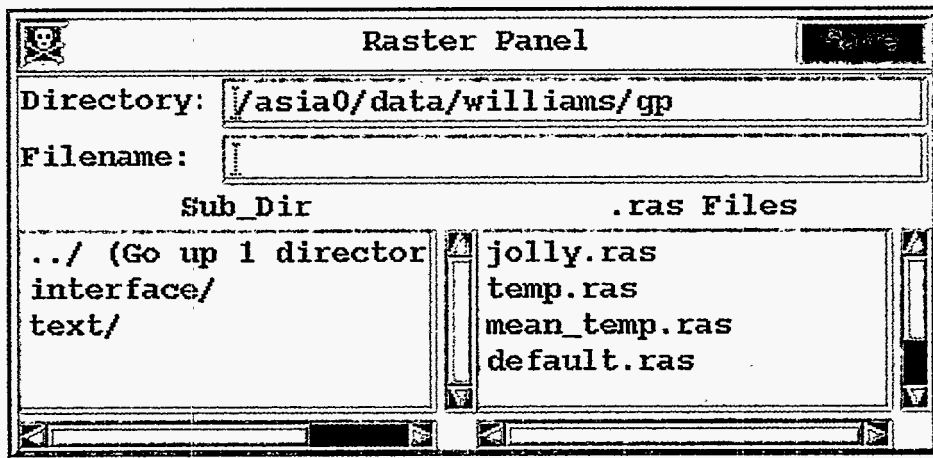 Raster Panel
Save
Directory: /asia0/data/williams/gp
Filename:
Sub_Dir
.ras Files
../ (Go up 1 director
interface/
text/
jolly.ras
temp.ras
mean_temp.ras
default.ras